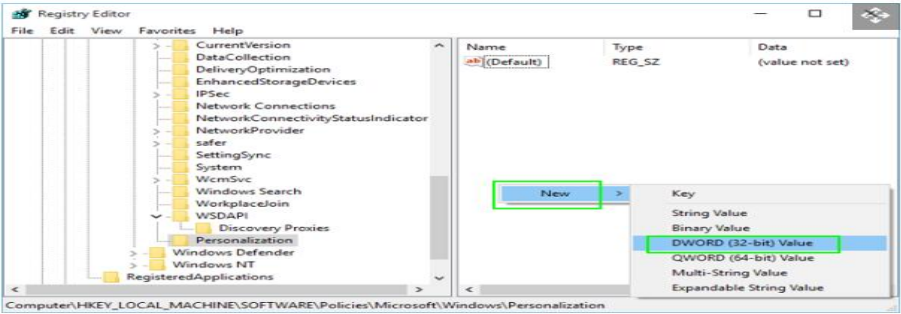 Registry Editor
File Edit View Favorites Help
CurrentVersion
DataCollection
DeliveryOptimization
EnhancedStorageDevices
IPSec
Network Connections
NetworkConnectivityStatusIndicator
NetworkProvider
safer
SettingSync
System
WcmSvc
Windows Search
WorkplaceJoin
WSDAPI
Discovery Proxies
Personalization
Windows Defender
Windows NT
RegisteredApplications
Name Type Data
ab (Default) REG_SZ (value not set)
New
Key
String Value
Binary Value
DWORD (32-bit) Value
QWORD (64-bit) Value
Multi-String Value
Expandable String Value
Computer\HKEY_LOCAL_MACHINE\SOFTWARE\Policies\Microsoft\Windows\Personalization